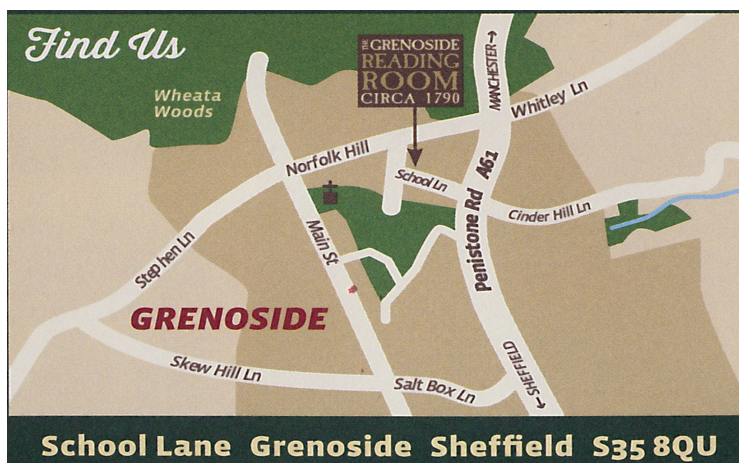 Find Us
Wheata
Woods
THE GRENOSIDE
READING
ROOM
CIRCA 1790
MANCHESTER→
Whitley Ln
Norfolk Hill
School Ln
Penistone Rd A61
Cinder Hill Ln
Stephen Ln
Main St
GRENOSIDE
Skew Hill Ln
Salt Box Ln
←SHEFFIELD
School Lane Grenoside Sheffield S35 8QU